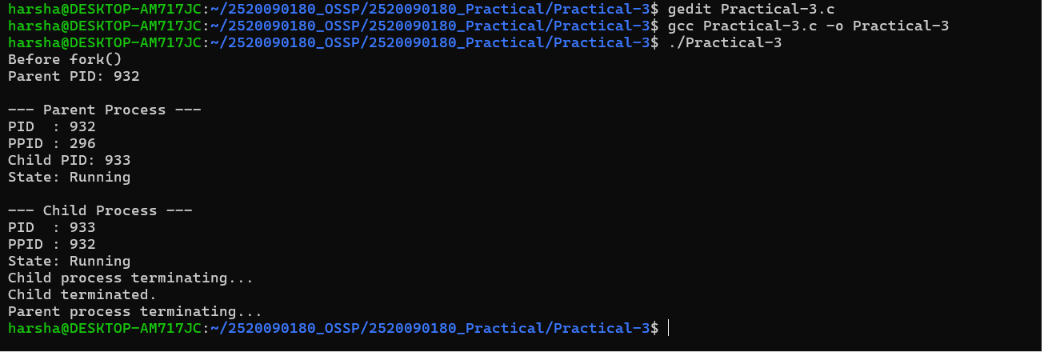 harsha@DESKTOP-AM717JC:~/2520090180_OSSP/2520090180_Practical/Practical-3$ gedit Practical-3.c
harsha@DESKTOP-AM717JC:~/2520090180_OSSP/2520090180_Practical/Practical-3$ gcc Practical-3.c -o Practical-3
harsha@DESKTOP-AM717JC:~/2520090180_OSSP/2520090180_Practical/Practical-3$ ./Practical-3
Before fork()
Parent PID: 932
--- Parent Process ---
PID  : 932
PPID : 296
Child PID: 933
State: Running
--- Child Process ---
PID  : 933
PPID : 932
State: Running
Child process terminating...
Child terminated.
Parent process terminating...
harsha@DESKTOP-AM717JC:~/2520090180_OSSP/2520090180_Practical/Practical-3$